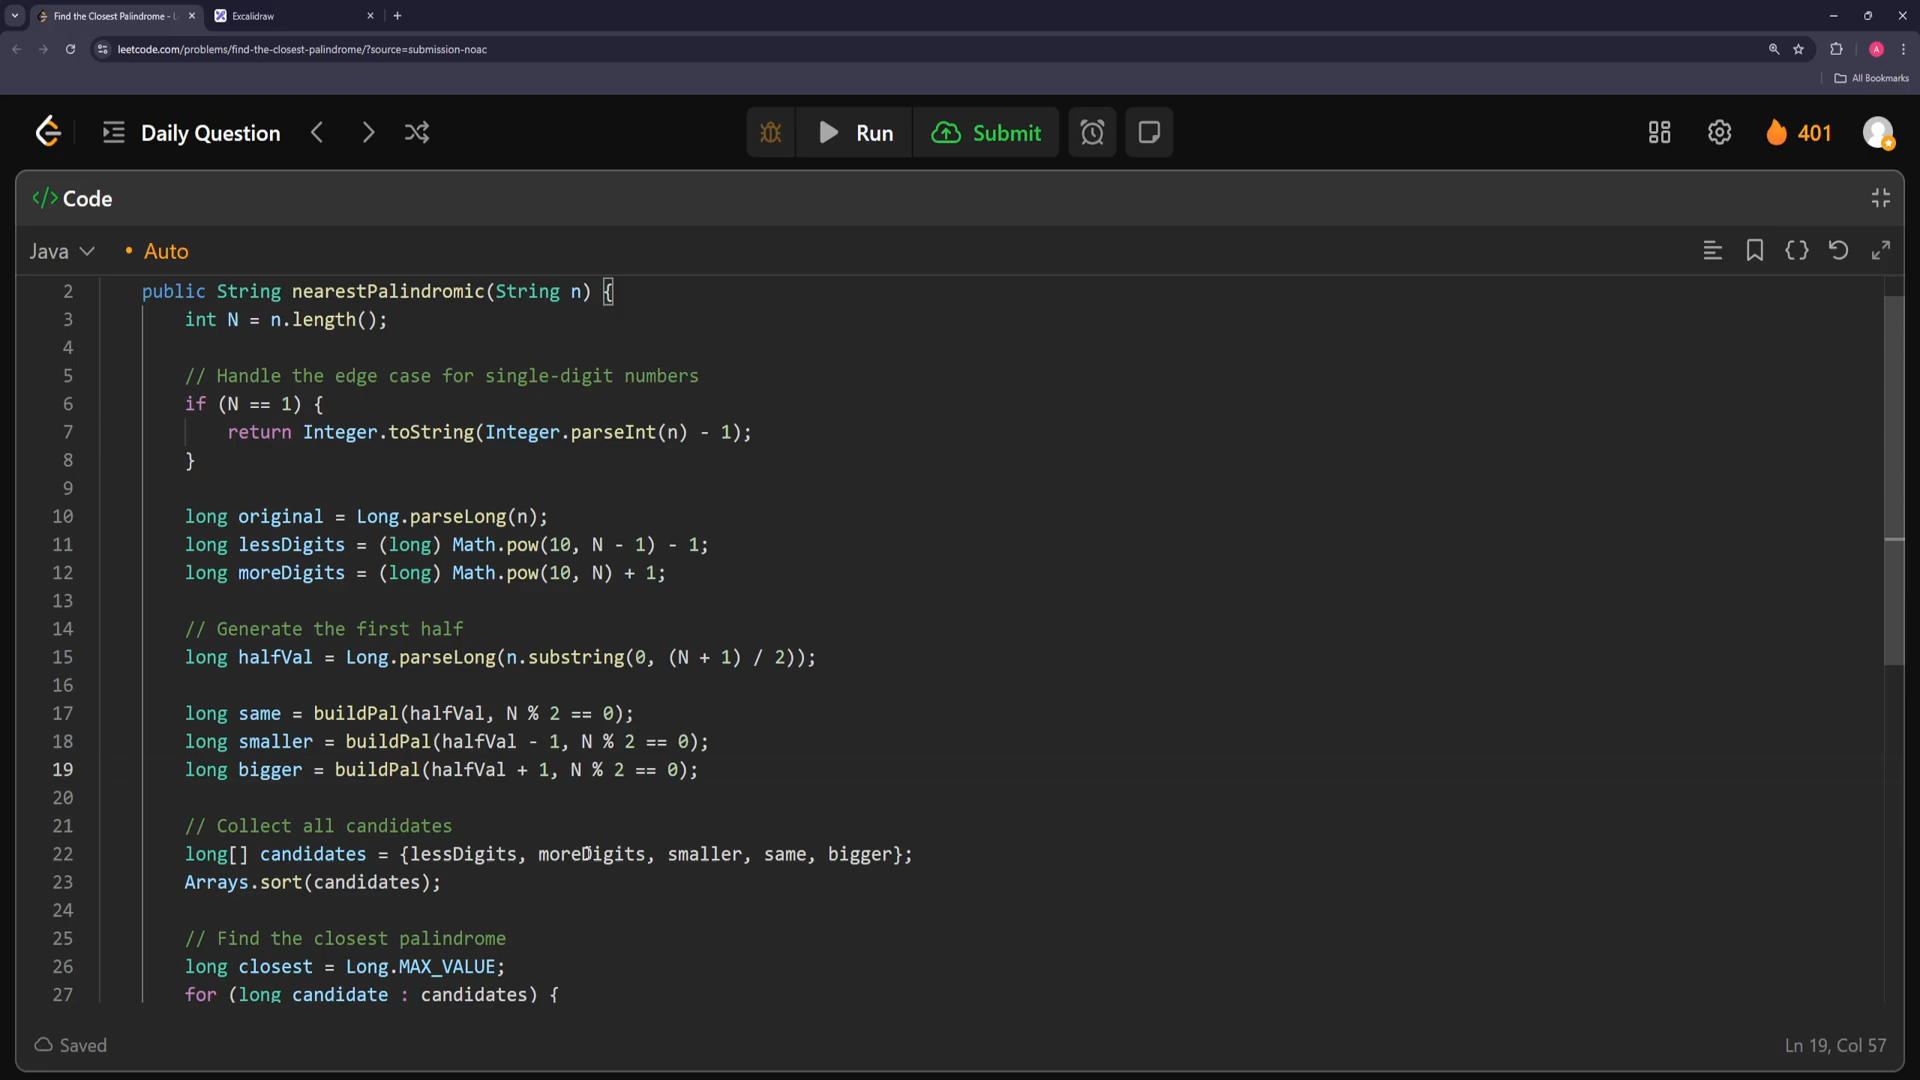 Find the Closest Palindrome - L
Excalidraw
leetcode.com/problems/find-the-closest-palindrome/?source=submission-noac
A
All Bookmarks
Daily Question
Run
Submit
401
</> Code
Java
• Auto
2 public String nearestPalindromic(String n) {
3 int N = n.length();
4
5 // Handle the edge case for single-digit numbers
6 if (N == 1) {
7 return Integer.toString(Integer.parseInt(n) - 1);
8 }
9
10 long original = Long.parseLong(n);
11 long lessDigits = (long) Math.pow(10, N - 1) - 1;
12 long moreDigits = (long) Math.pow(10, N) + 1;
13
14 // Generate the first half
15 long halfVal = Long.parseLong(n.substring(0, (N + 1) / 2));
16
17 long same = buildPal(halfVal, N % 2 == 0);
18 long smaller = buildPal(halfVal - 1, N % 2 == 0);
19 long bigger = buildPal(halfVal + 1, N % 2 == 0);
20
21 // Collect all candidates
22 long[] candidates = {lessDigits, moreDigits, smaller, same, bigger};
23 Arrays.sort(candidates);
24
25 // Find the closest palindrome
26 long closest = Long.MAX_VALUE;
27 for (long candidate : candidates) {
Saved
Ln 19, Col 57